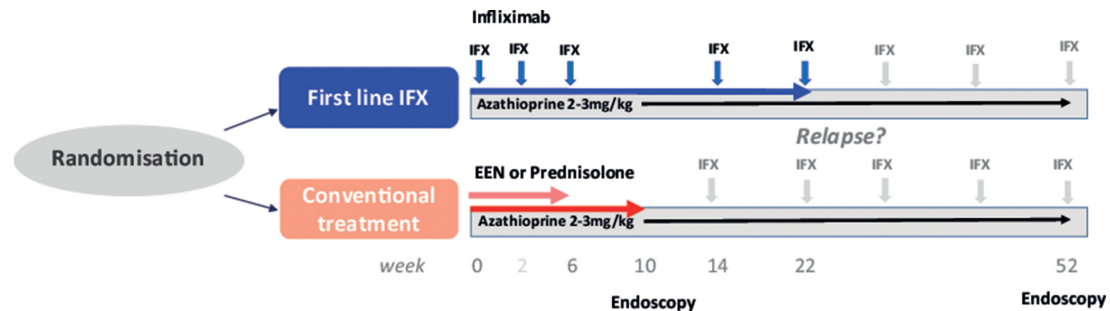 Infliximab
IFX IFX IFX IFX IFX IFX IFX IFX
First line IFX
Azathioprine 2-3mg/kg
Randomisation
Relapse?
EEN or Prednisolone
IFX IFX IFX IFX IFX
Conventional
treatment
Azathioprine 2-3mg/kg
week 0 2 6 10 14 22 52
Endoscopy Endoscopy